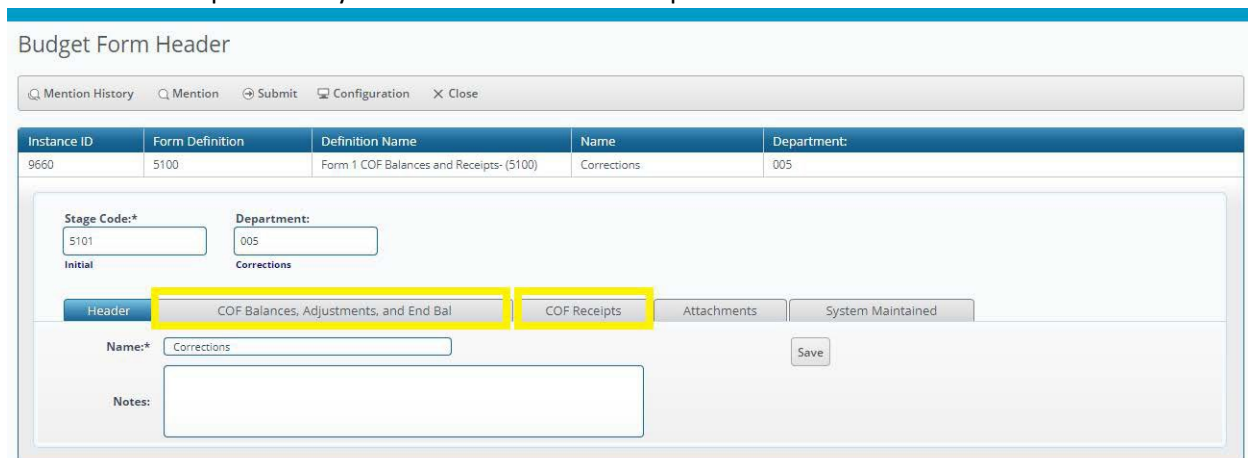 Budget Form Header
Mention History Mention Submit Configuration Close
Instance ID Form Definition Definition Name Name Department:
9660 5100 Form 1 COF Balances and Receipts- (5100) Corrections 005
Stage Code:* Department:
5101 005
Initial Corrections
Header COF Balances, Adjustments, and End Bal COF Receipts Attachments System Maintained
Name:* Corrections Save
Notes: